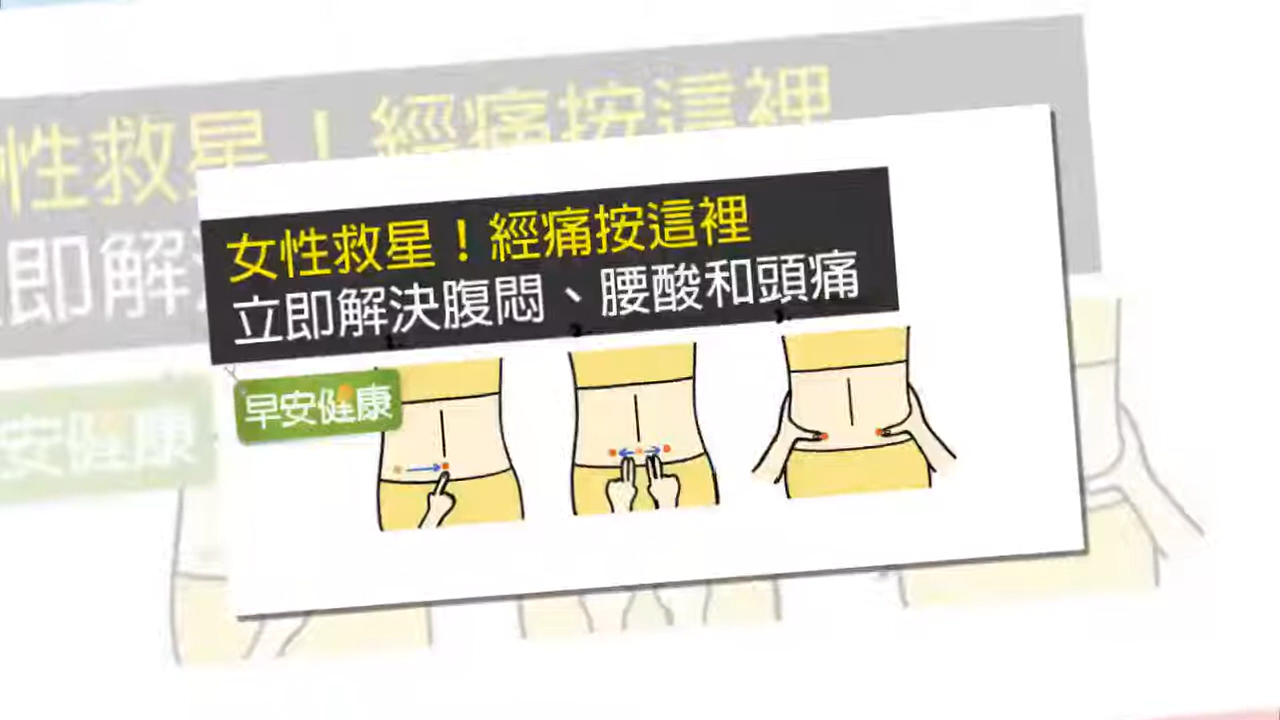 女性救星！經痛按這裡
立即解決腹悶、腰酸和頭痛
早安健康